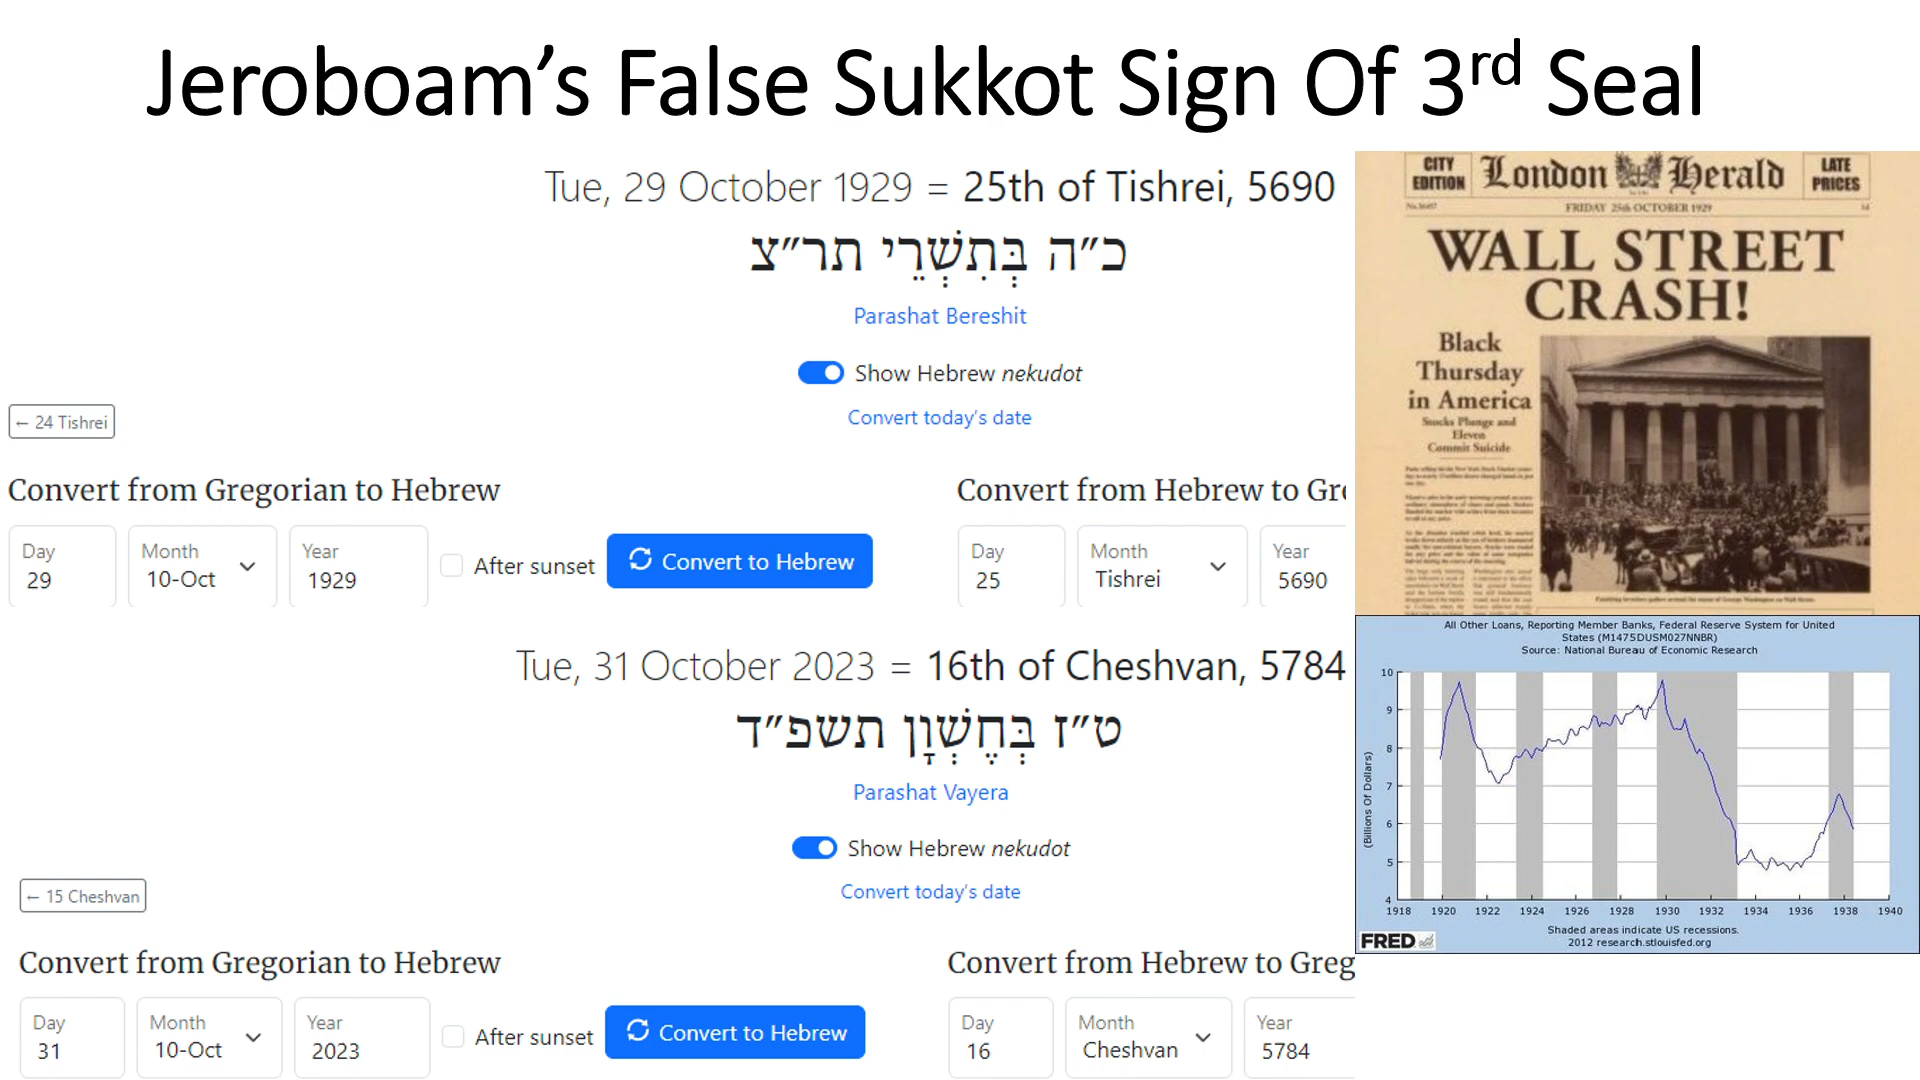 Jeroboam’s False Sukkot Sign Of 3rd Seal
Tue, 29 October 1929 = 25th of Tishrei, 5690
כ״ה בְּתִשְׁרֵי תר״צ
Parashat Bereshit
Show Hebrew nekudot
Convert today's date
← 24 Tishrei
Convert from Gregorian to Hebrew
Day
29
Month
10-Oct
Year
1929
After sunset
Convert to Hebrew
Convert from Hebrew to Gre
Day
25
Month
Tishrei
Year
5690
Tue, 31 October 2023 = 16th of Cheshvan, 5784
ט״ז בְּחֶשְׁוָן תשפ״ד
Parashat Vayera
Show Hebrew nekudot
Convert today's date
← 15 Cheshvan
Convert from Gregorian to Hebrew
Day
31
Month
10-Oct
Year
2023
After sunset
Convert to Hebrew
Convert from Hebrew to Greg
Day
16
Month
Cheshvan
Year
5784
CITY
EDITION
London Herald
LATE
PRICES
FRIDAY 25th OCTOBER 1929
WALL STREET
CRASH!
Black
Thursday
in America
Stocks Plunge and
Eleven
Commit Suicide
All Other Loans, Reporting Member Banks, Federal Reserve System for United
States (M1475DUSM027NNBR)
Source: National Bureau of Economic Research
(Billions Of Dollars)
10
9
8
7
6
5
4
1918 1920 1922 1924 1926 1928 1930 1932 1934 1936 1938 1940
Shaded areas indicate US recessions.
2012 research.stlouisfed.org
FRED